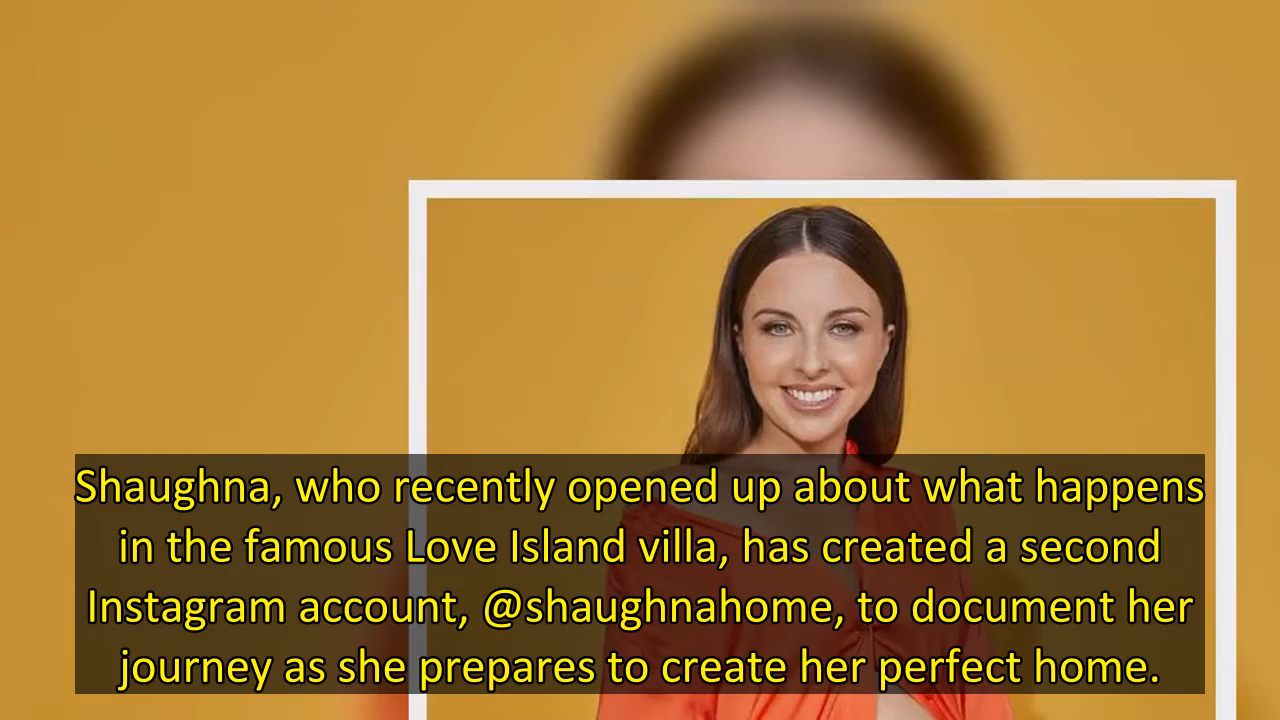 Shaughna, who recently opened up about what happens
in the famous Love Island villa, has created a second
Instagram account, @shaughnahome, to document her
journey as she prepares to create her perfect home.